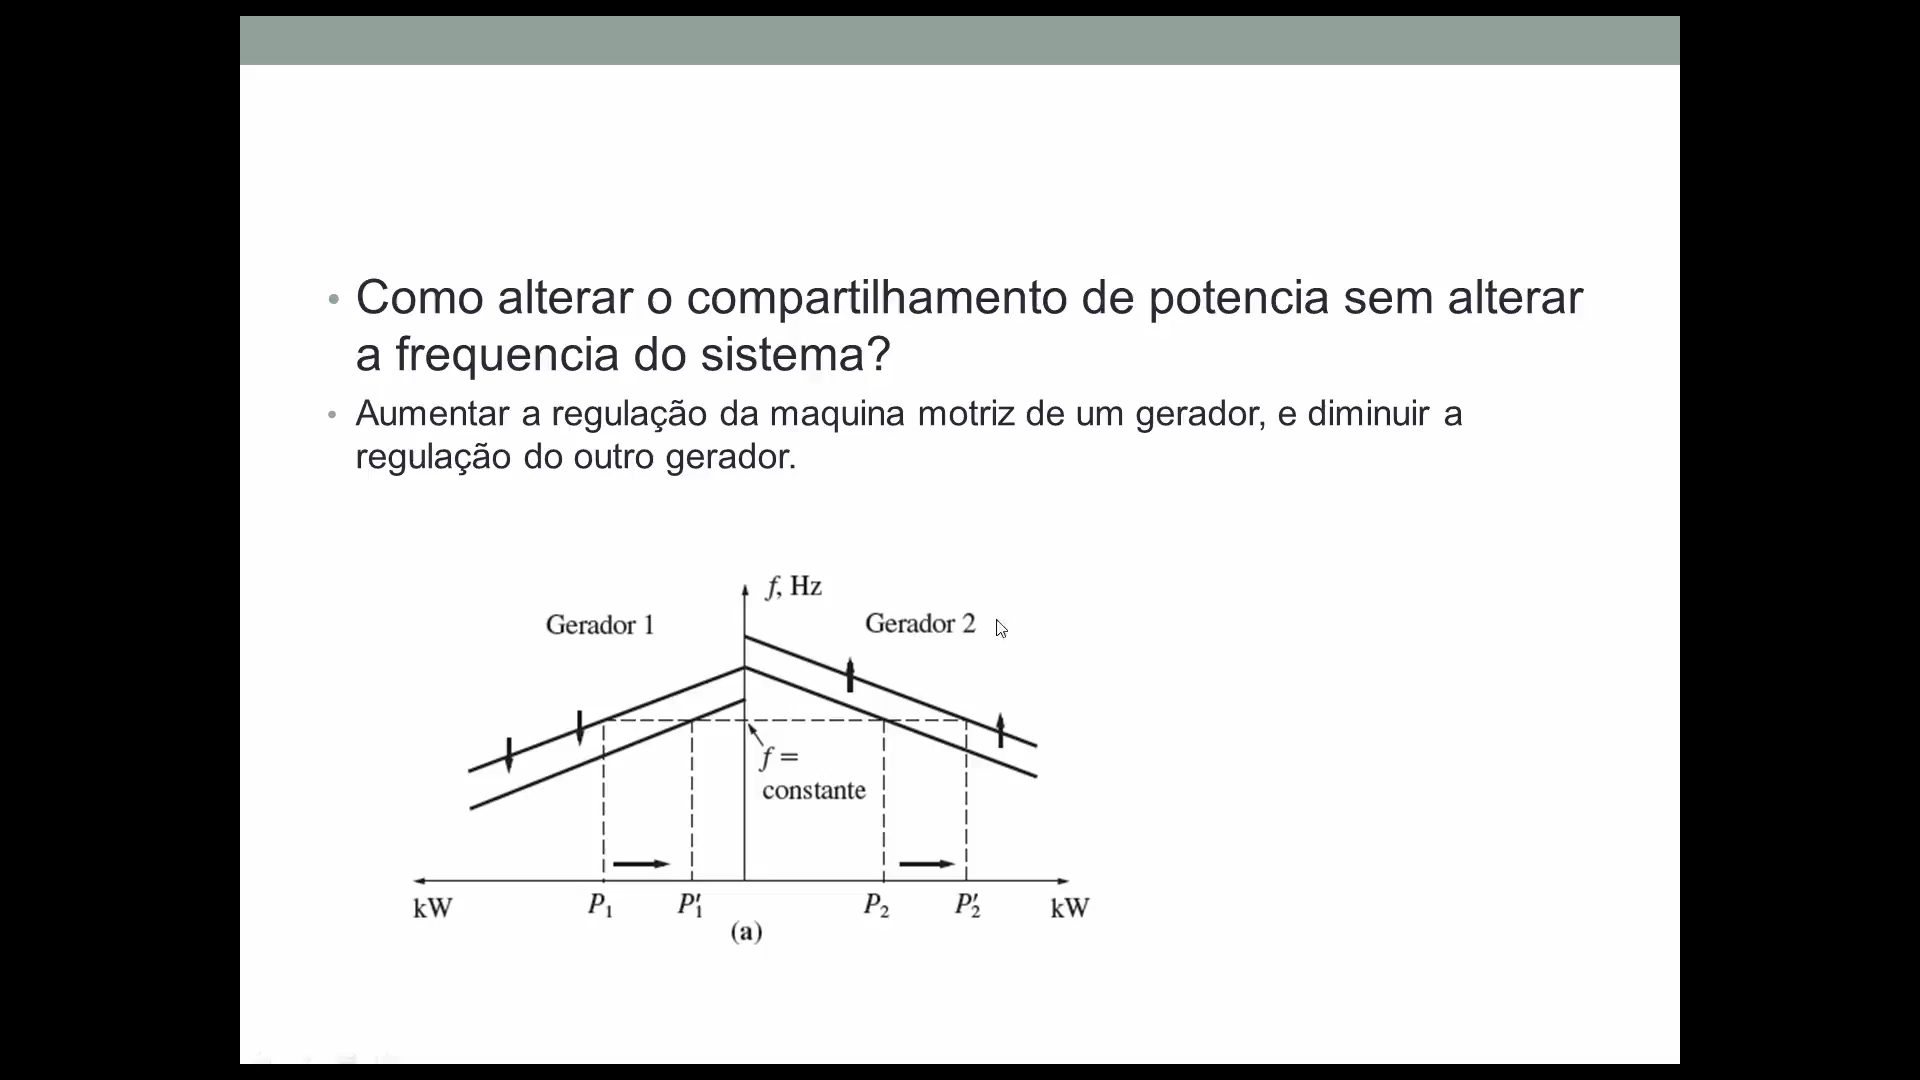 • Como alterar o compartilhamento de potencia sem alterar
a frequencia do sistema?
• Aumentar a regulação da maquina motriz de um gerador, e diminuir a
regulação do outro gerador.
f, Hz
Gerador 1
Gerador 2
f =
constante
kW
P₁
P′₁
P₂
P′₂
kW
(a)